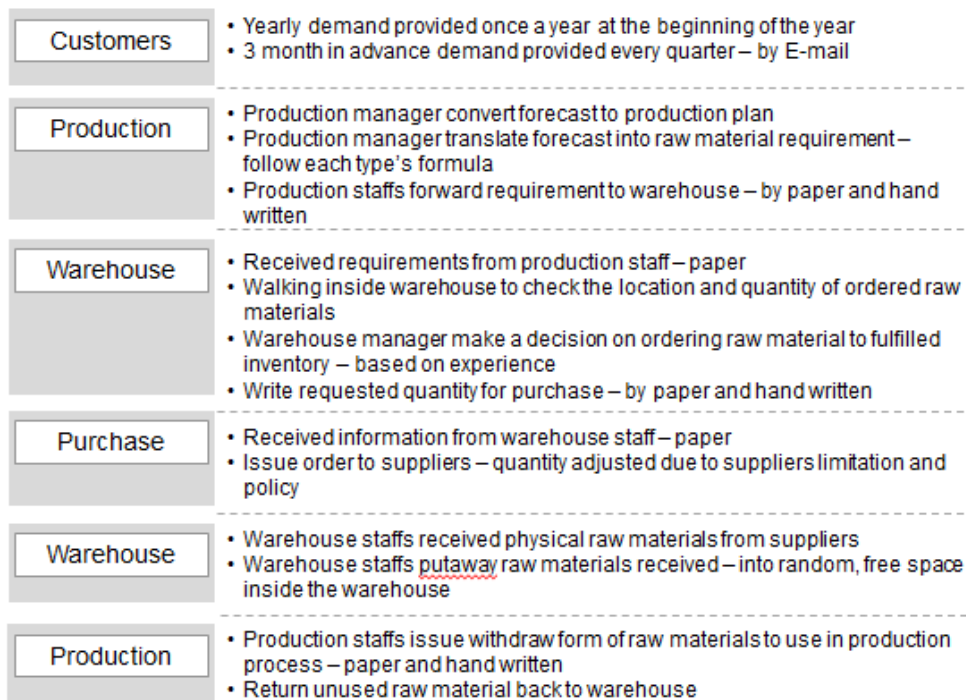 Customers
• Yearly demand provided once a year at the beginning of the year
• 3 month in advance demand provided every quarter – by E-mail
Production
• Production manager convert forecast to production plan
• Production manager translate forecast into raw material requirement –
follow each type's formula
• Production staffs forward requirement to warehouse – by paper and hand
written
Warehouse
• Received requirements from production staff – paper
• Walking inside warehouse to check the location and quantity of ordered raw
materials
• Warehouse manager make a decision on ordering raw material to fulfilled
inventory – based on experience
• Write requested quantity for purchase – by paper and hand written
Purchase
• Received information from warehouse staff – paper
• Issue order to suppliers – quantity adjusted due to suppliers limitation and
policy
Warehouse
• Warehouse staffs received physical raw materials from suppliers
• Warehouse staffs putaway raw materials received – into random, free space
inside the warehouse
Production
• Production staffs issue withdraw form of raw materials to use in production
process – paper and hand written
• Return unused raw material back to warehouse